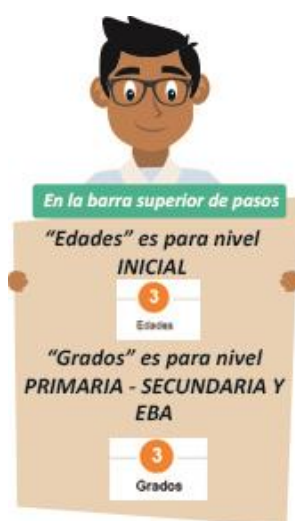 En la barra superior de pasos
“Edades” es para nivel
INICIAL
3
Edades
“Grados” es para nivel
PRIMARIA - SECUNDARIA Y
EBA
3
Grados